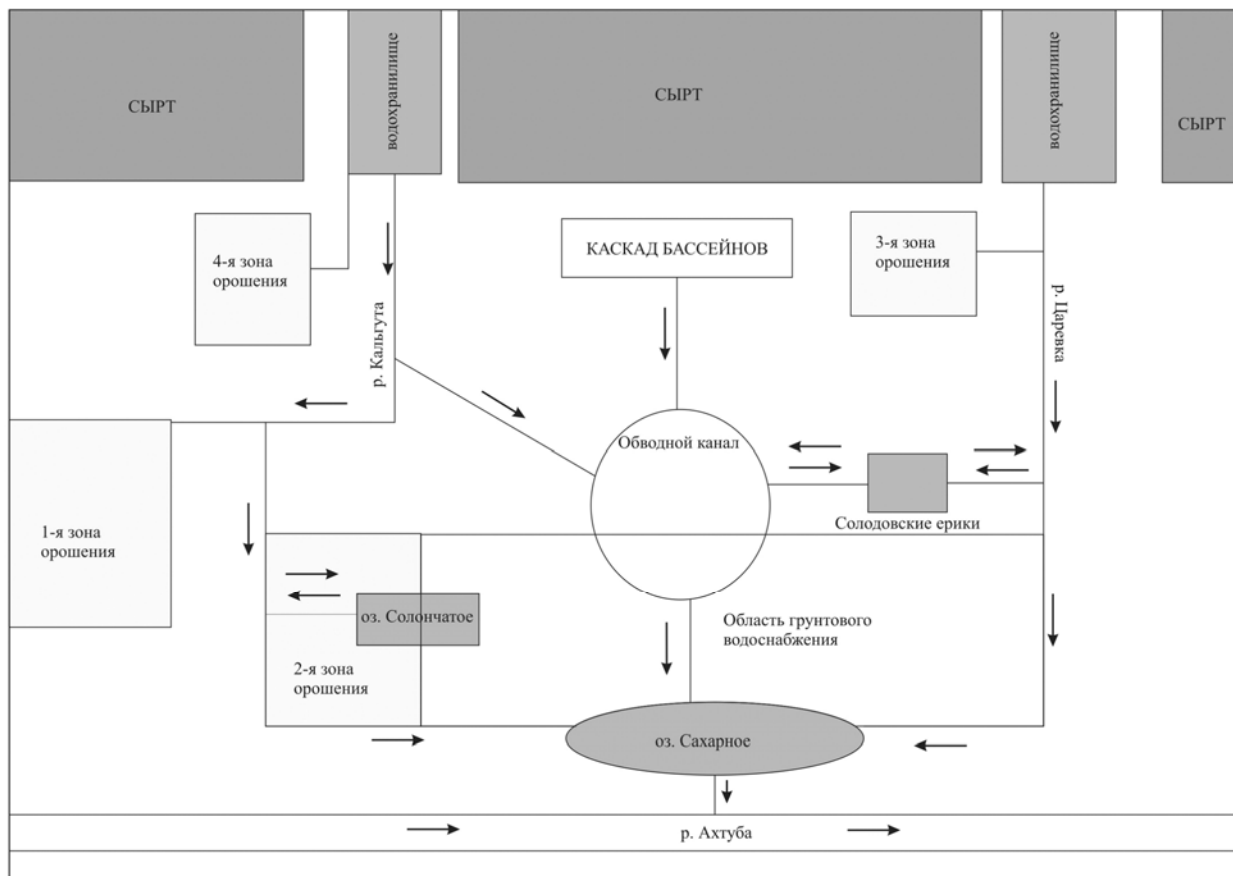 СЫРТ
водохранилище
СЫРТ
водохранилище
СЫРТ
4-я зона
орошения
КАСКАД БАССЕЙНОВ
3-я зона
орошения
р. Кальгута
р. Царевка
Обводной канал
Солодовские ерики
1-я зона
орошения
оз. Солончатое
2-я зона
орошения
Область грунтового
водоснабжения
оз. Сахарное
р. Ахтуба